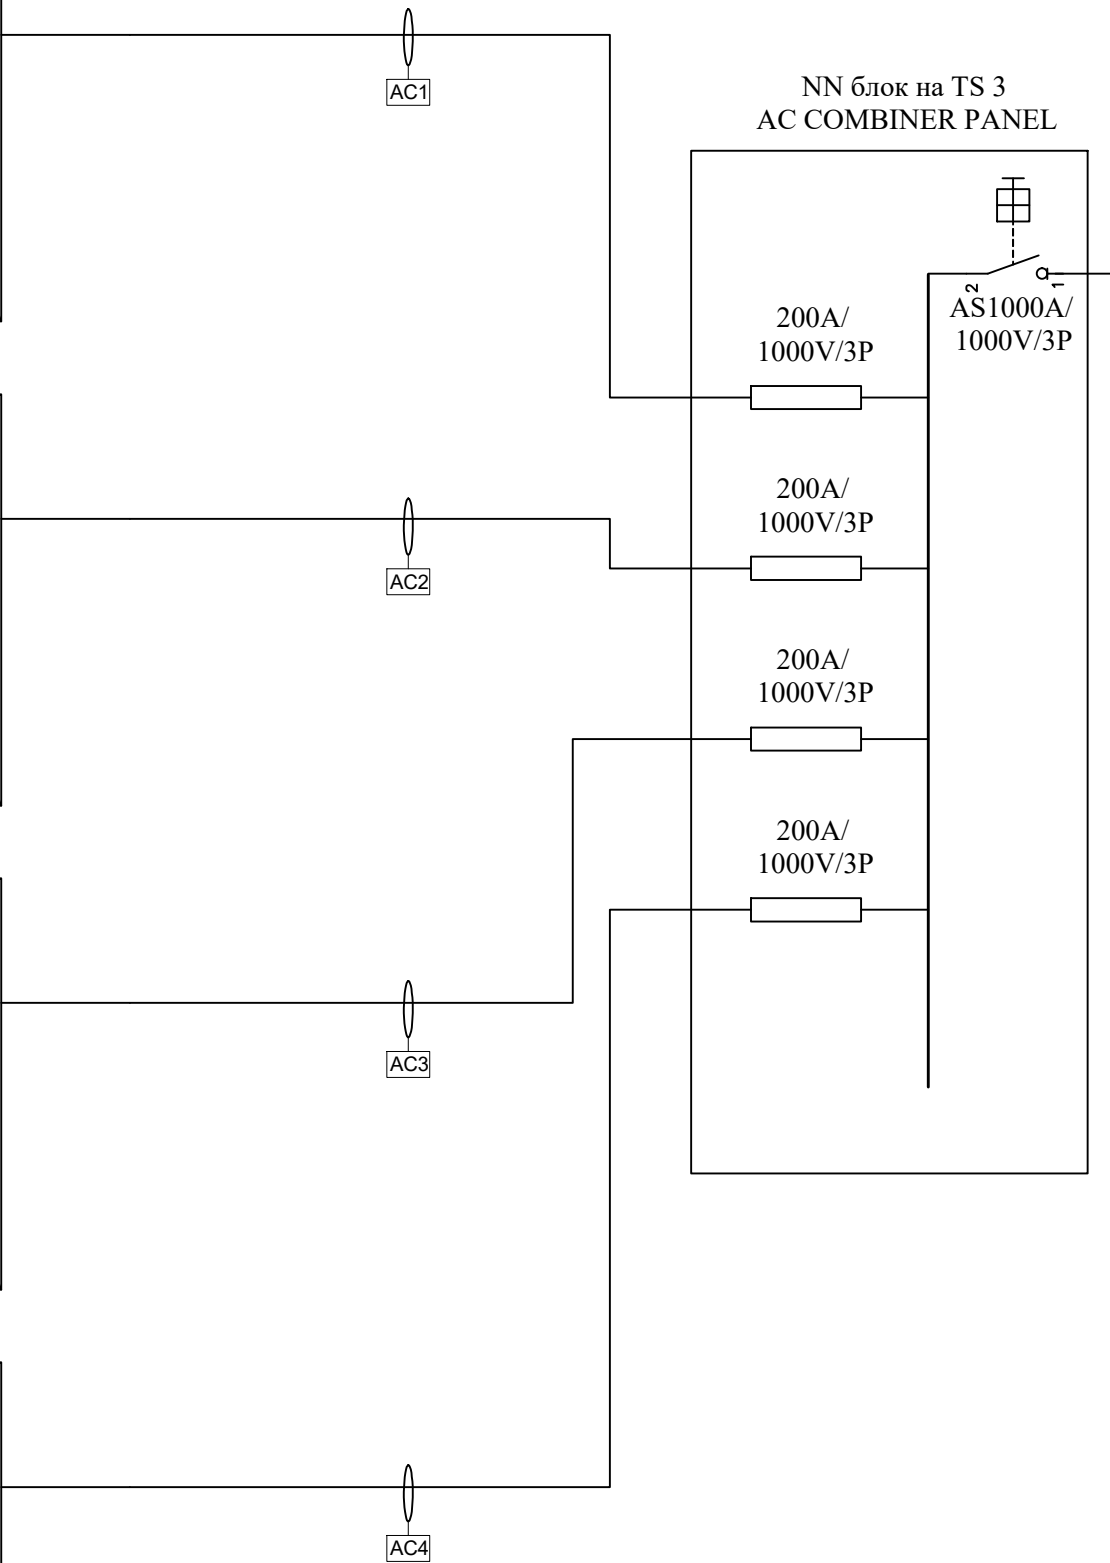 AC1
NN блок на TS 3
AC COMBINER PANEL
2
1
AS1000A/
1000V/3P
200A/
1000V/3P
200A/
1000V/3P
AC2
200A/
1000V/3P
200A/
1000V/3P
AC3
AC4